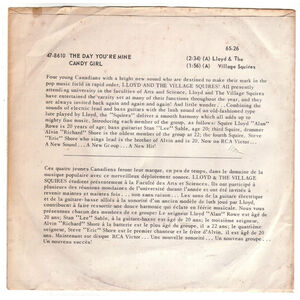 65-26
47-8610 THE DAY YOU'RE MINE (2:34) (A) Lloyd & The
CANDY GIRL (1:56) (A) Village Squires
Four young Canadians with a bright new sound who are destined to make their mark in the
pop music field in rapid order, LLOYD AND THE VILLAGE SQUIRES! All presently
attending university in the faculties of Arts and Science, Lloyd and The Village Squires
have entertained the varsity set at many of their functions throughout the year, and they
are always invited back again and again and again! And little wonder... Combining the
sounds of electric lead and bass guitars with the lush sound of an old-fashioned type
lute played by Lloyd, the "Squires" deliver a smooth harmony which all adds up to
mighty fine music. Introducing each member of the group, as follows: Squire Lloyd "Alan"
Rowe is 20 years of age; bass guitarist Stan "Lee" Sable, age 20; third Squire, drummer
Alvin "Richard" Shore is the oldest member of the group at 22; the fourth Squire, Steve
"Eric" Shore who sings lead is the brother of Alvin and is 20. Now on RCA Victor...
A New Sound... A New Group... A New Hit!
Ces quatre jeunes Canadiens feront leur marque, en peu de temps, dans le domaine de la
musique populaire avec ce merveilleux déploiement sonore. LLOYD & THE VILLAGE
SQUIRES étudient présentement à la Faculté des Arts et Sciences. Ils ont participé à
plusieurs des réunions mondaines de l'université durant l'année et ont été invités à
revenir maintes et maintes fois... non sans raison. Les sons de la guitare électrique
et de la guitare-basse alliés à la sonorité d'un ancien modèle de luth joué par Lloyd,
contribuent à faire ressortir une douce harmonie qui éclate en féerie musicale. Nous vous
présentons chacun des membres de ce groupe: Le seigneur Lloyd "Alan" Rowe est âgé de
20 ans; Stan "Lee" Sable, à la guitare-basse est âgé de 20 ans; le troisième seigneur,
Alvin "Richard" Shore à la batterie est le plus âgé du groupe, il a 22 ans; le quatrième
seigneur, Steve "Eric" Shore est le premier chanteur et le frère d'Alvin, il est âgé de 20
ans. Maintenant sur disque RCA Victor... Une nouvelle sonorité... Un nouveau groupe...
Un nouveau succès!